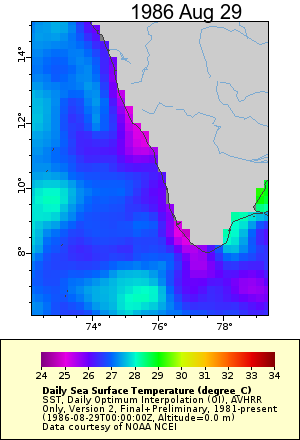 1986 Aug 29
14°
12°
10°
8°
74°
76°
78°
24 25 26 27 28 29 30 31 32 33 34
Daily Sea Surface Temperature (degree_C)
SST, Daily Optimum Interpolation (OI), AVHRR
Only, Version 2, Final+Preliminary, 1981-present
(1986-08-29T00:00:00Z, Altitude=0.0 m)
Data courtesy of NOAA NCEI